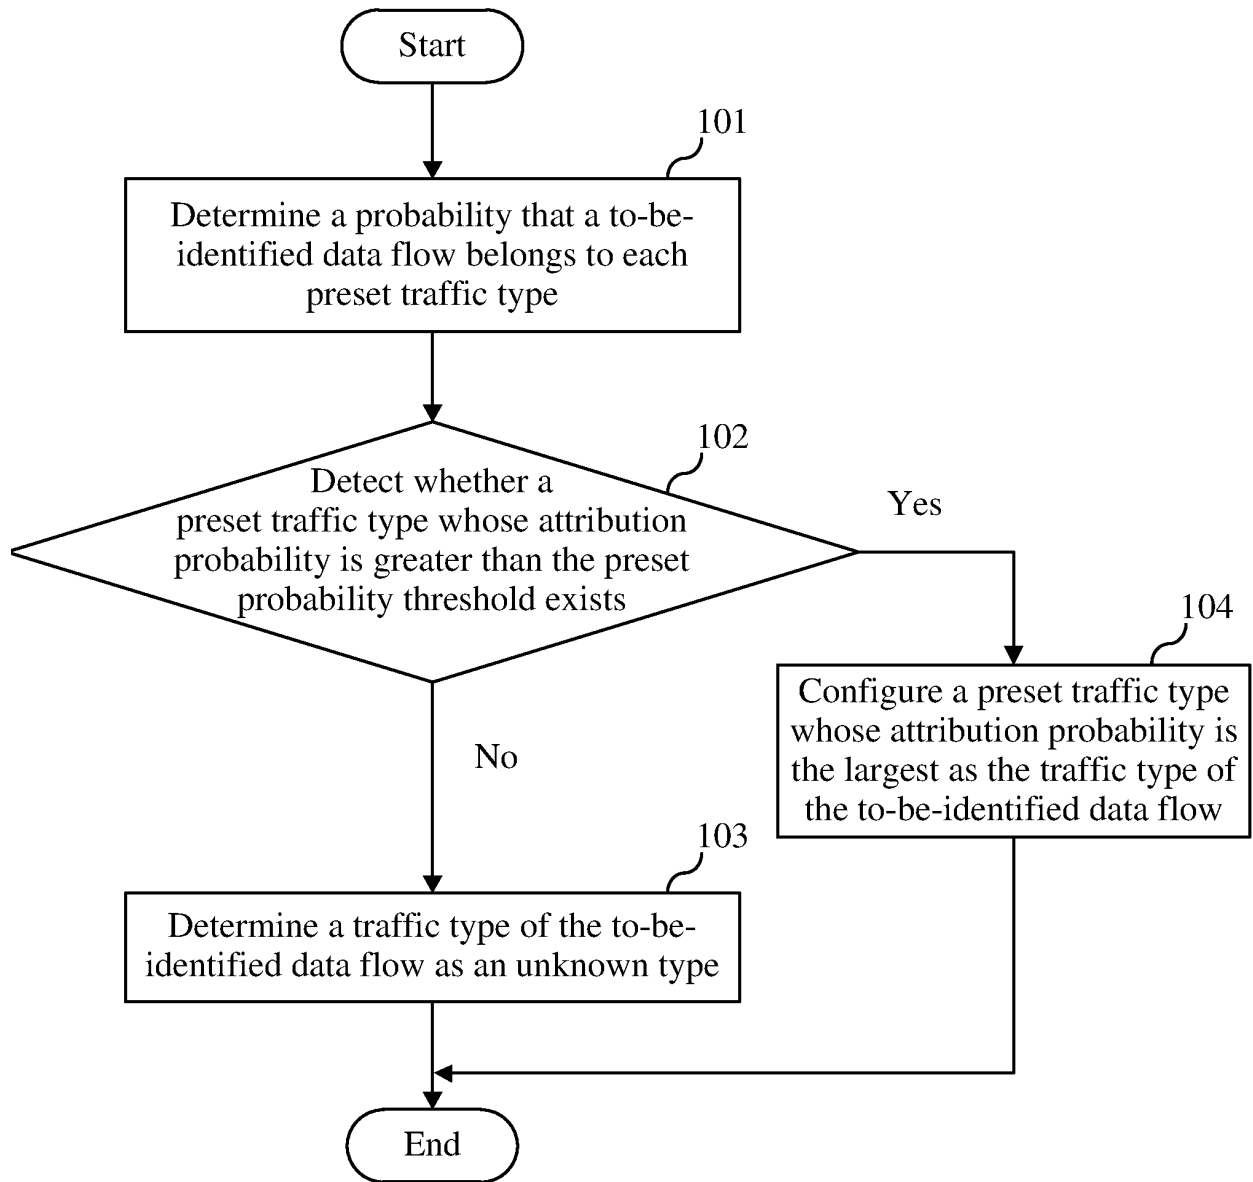 Start
101
Determine a probability that a to-be-
identified data flow belongs to each
preset traffic type
102
Detect whether a
preset traffic type whose attribution
probability is greater than the preset
probability threshold exists
Yes
104
Configure a preset traffic type
whose attribution probability is
the largest as the traffic type of
the to-be-identified data flow
No
103
Determine a traffic type of the to-be-
identified data flow as an unknown type
End